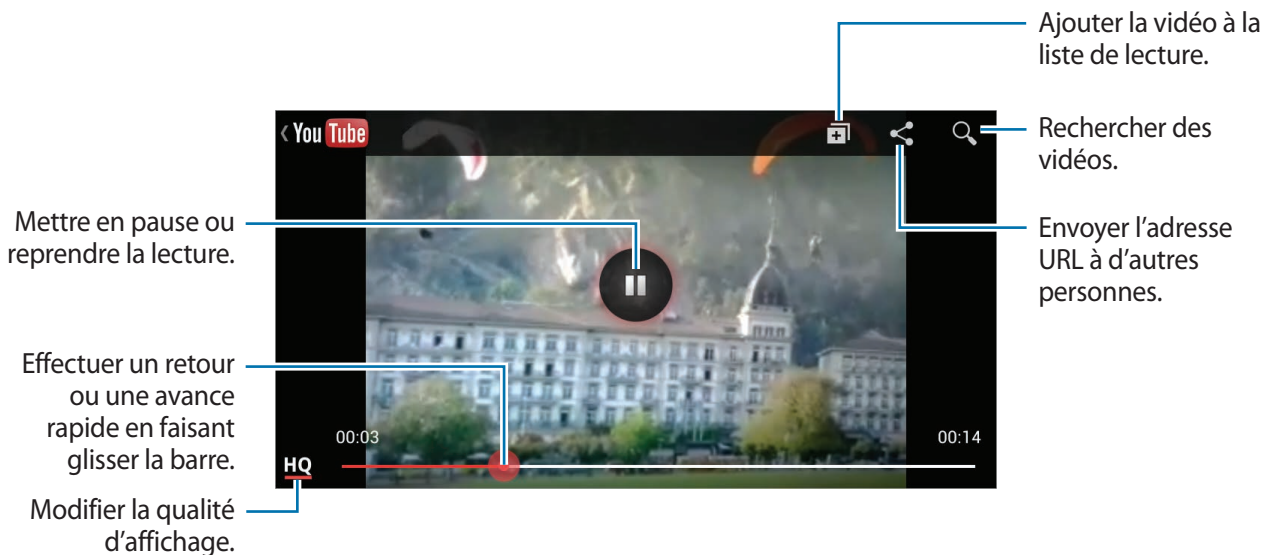 Ajouter la vidéo à la
liste de lecture.
You Tube
Rechercher des
vidéos.
Mettre en pause ou
reprendre la lecture.
Envoyer l’adresse
URL à d’autres
personnes.
Effectuer un retour
ou une avance
rapide en faisant
glisser la barre.
00:03
00:14
HQ
Modifier la qualité
d’affichage.